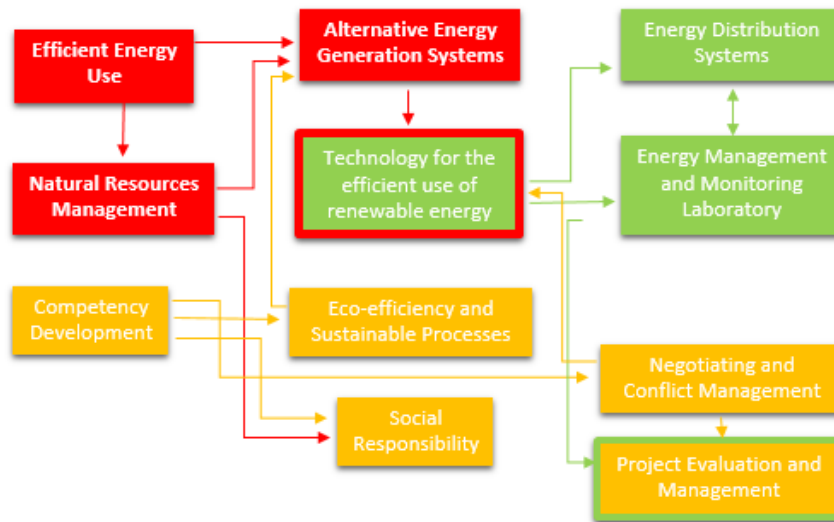 Efficient Energy
Use
Alternative Energy
Generation Systems
Energy Distribution
Systems
Natural Resources
Management
Technology for the
efficient use of
renewable energy
Energy Management
and Monitoring
Laboratory
Competency
Development
Eco-efficiency and
Sustainable Processes
Negotiating and
Conflict Management
Social
Responsibility
Project Evaluation and
Management